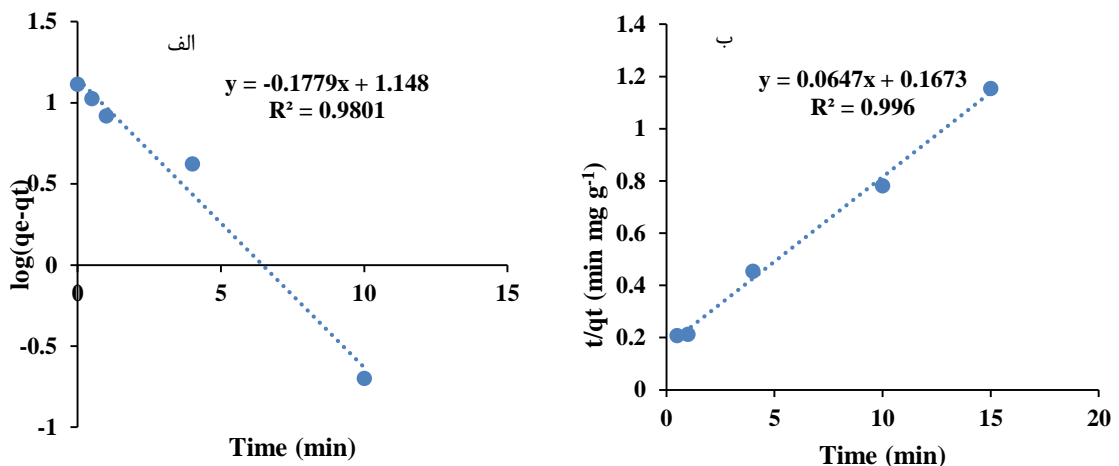 الف
y = -0.1779x + 1.148
R² = 0.9801
log(qe-qt)
1.5
1
0.5
0
-0.5
-1
0
5
10
15
Time (min)
ب
y = 0.0647x + 0.1673
R² = 0.996
t/qt (min mg g⁻¹)
1.4
1.2
1
0.8
0.6
0.4
0.2
0
0
5
10
15
20
Time (min)